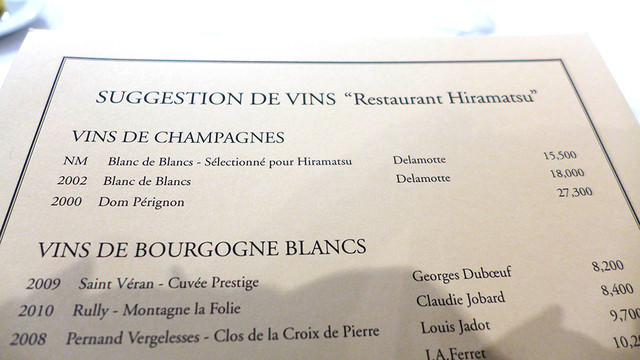 SUGGESTION DE VINS “Restaurant Hiramatsu”
VINS DE CHAMPAGNES
NM Blanc de Blancs - Sélectionné pour Hiramatsu Delamotte 15,500
2002 Blanc de Blancs Delamotte 18,000
2000 Dom Pérignon 27,300
VINS DE BOURGOGNE BLANCS
2009 Saint Véran - Cuvée Prestige Georges Dubœuf 8,200
2010 Rully - Montagne la Folie Claudie Jobard 8,400
2008 Pernand Vergelesses - Clos de la Croix de Pierre Louis Jadot 9,700
J.A.Ferret